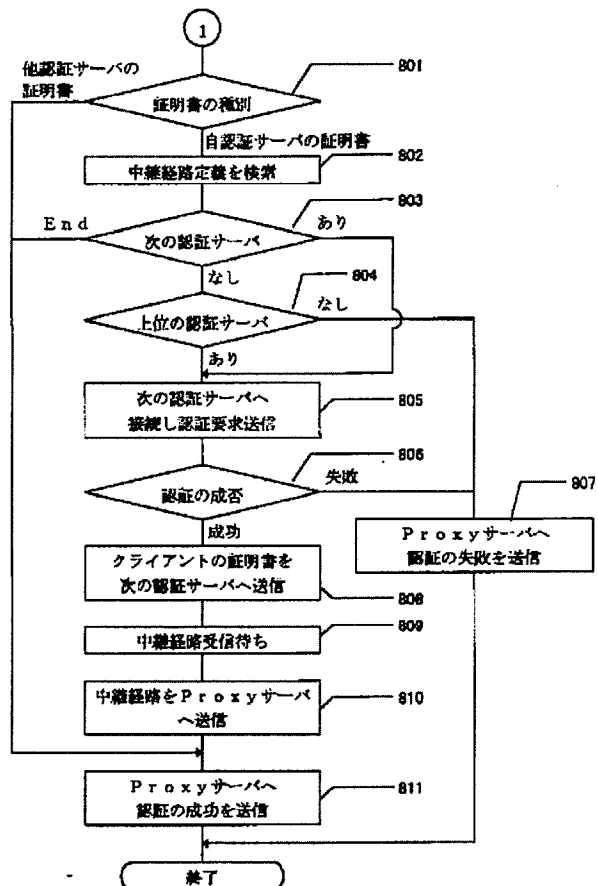 1
他認証サーバの
証明書
801
証明書の種別
自認証サーバの証明書
802
中継経路定義を検索
803
End
あり
次の認証サーバ
なし
804
なし
上位の認証サーバ
あり
次の認証サーバへ
接続し認証要求送信
805
806
失敗
認証の成否
成功
807
Proxyサーバへ
認証の失敗を送信
クライアントの証明書を
次の認証サーバへ送信
808
809
中継経路受信待ち
中継経路をProxyサーバ
へ送信
810
Proxyサーバへ
認証の成功を送信
811
終了